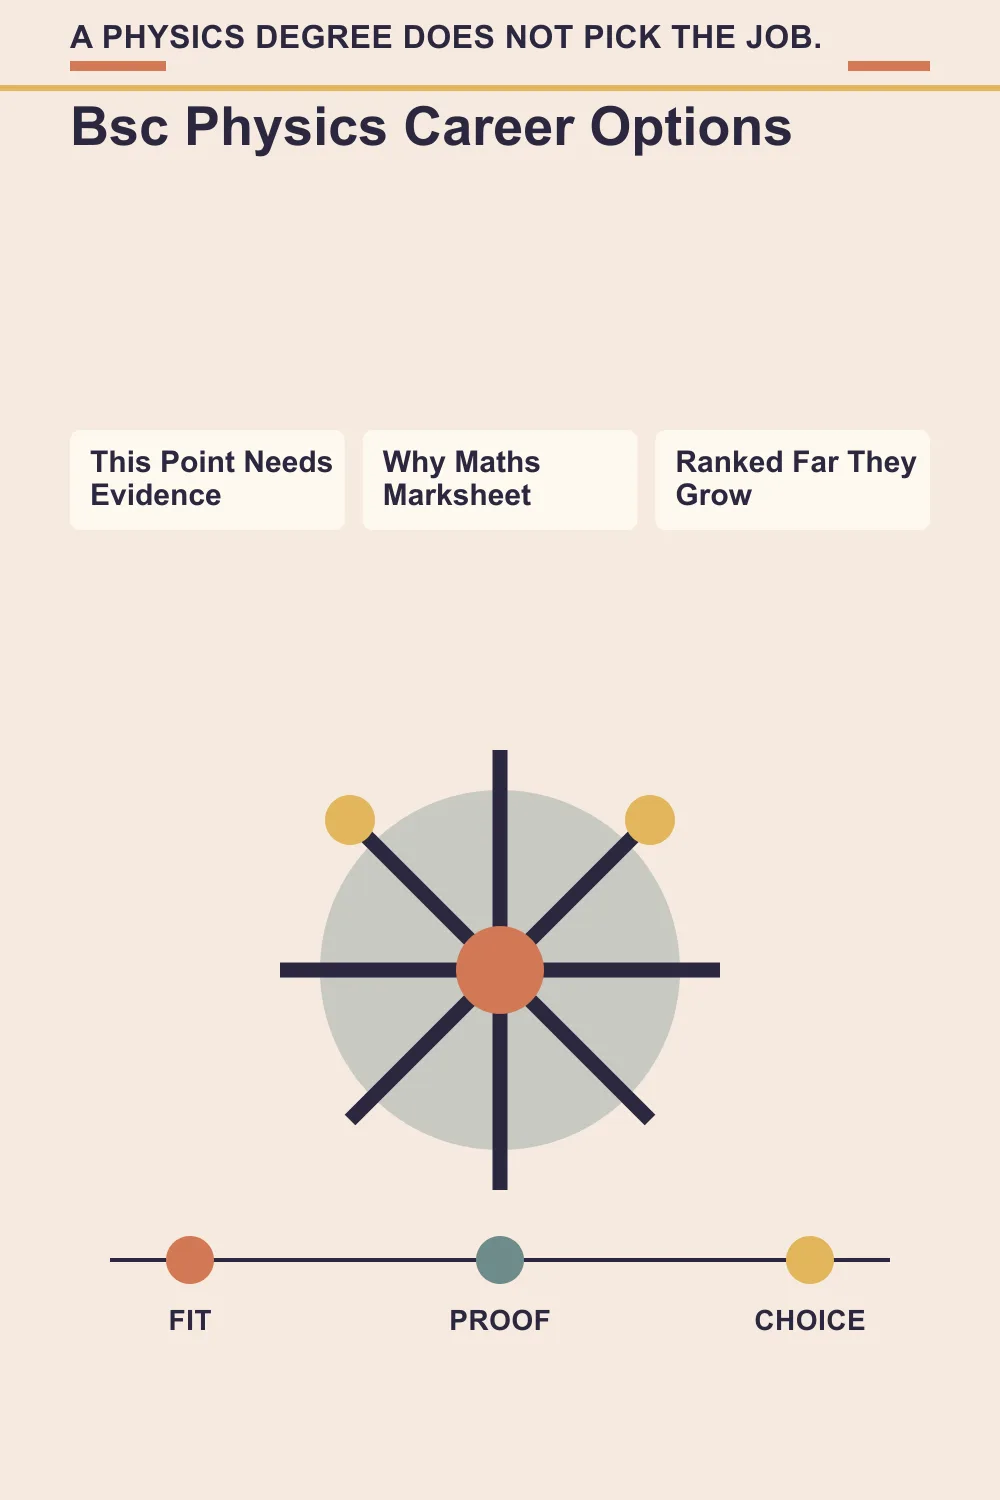 A PHYSICS DEGREE DOES NOT PICK THE JOB.
Bsc Physics Career Options
This Point Needs
Evidence
Why Maths
Marksheet
Ranked Far They
Grow
FIT
PROOF
CHOICE